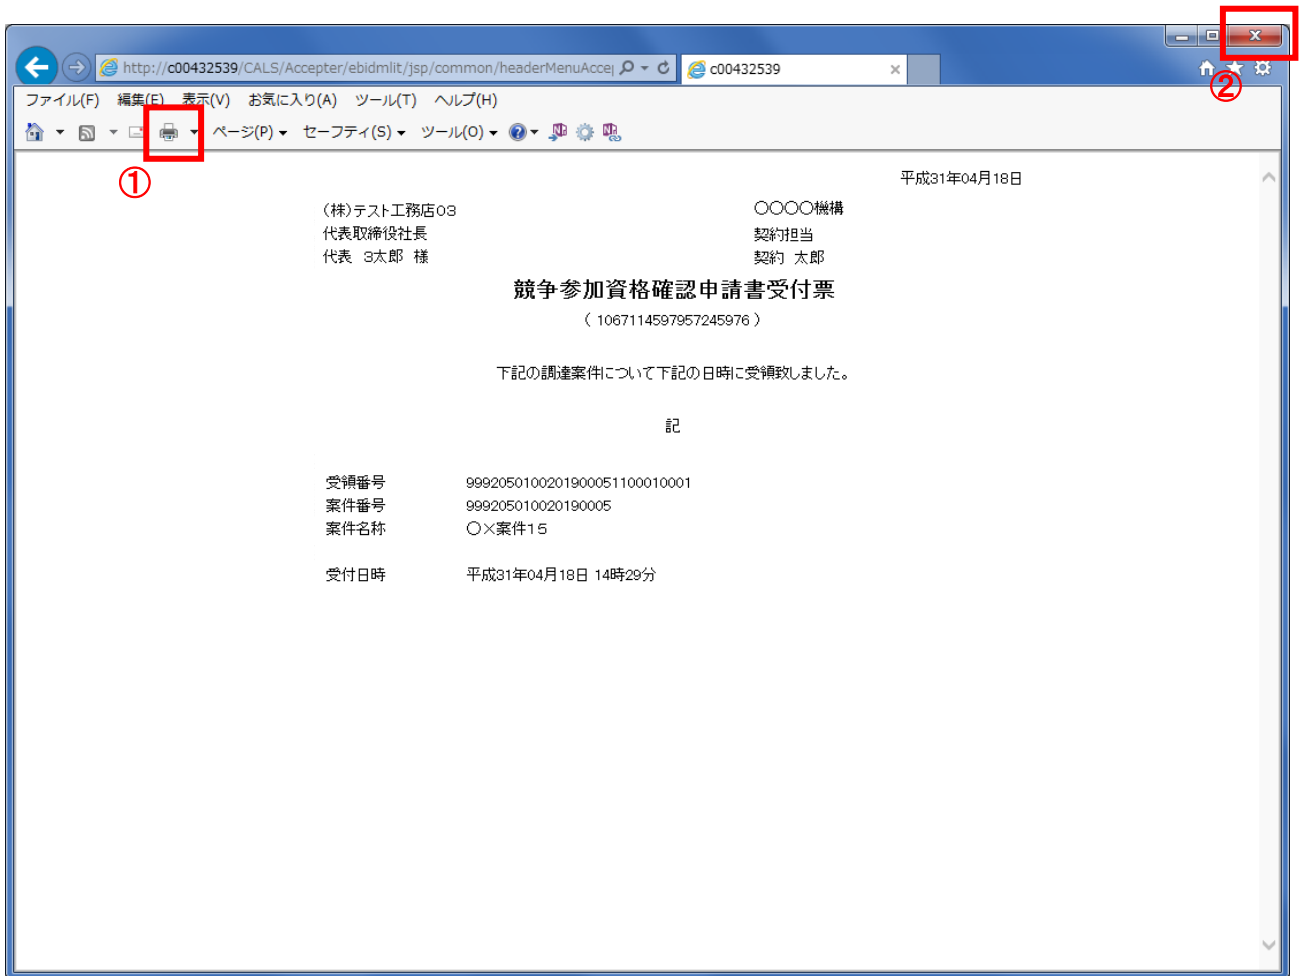 ②
http://c00432539/CALS/Accepter/ebidmlit/jsp/common/headerMenuAccep
c00432539
ファイル(F) 編集(E) 表示(V) お気に入り(A) ツール(T) ヘルプ(H)
ページ(P) セーフティ(S) ツール(O)
①
平成31年04月18日
(株)テスト工務店03 〇〇〇〇機構
代表取締役社長 契約担当
代表 3太郎 様 契約 太郎
競争参加資格確認申請書受付票
( 1067114597957245976 )
下記の調達案件について下記の日時に受領致しました。
記
受領番号 9992050100201900051100010001
案件番号 999205010020190005
案件名称 〇×案件15
受付日時 平成31年04月18日 14時29分